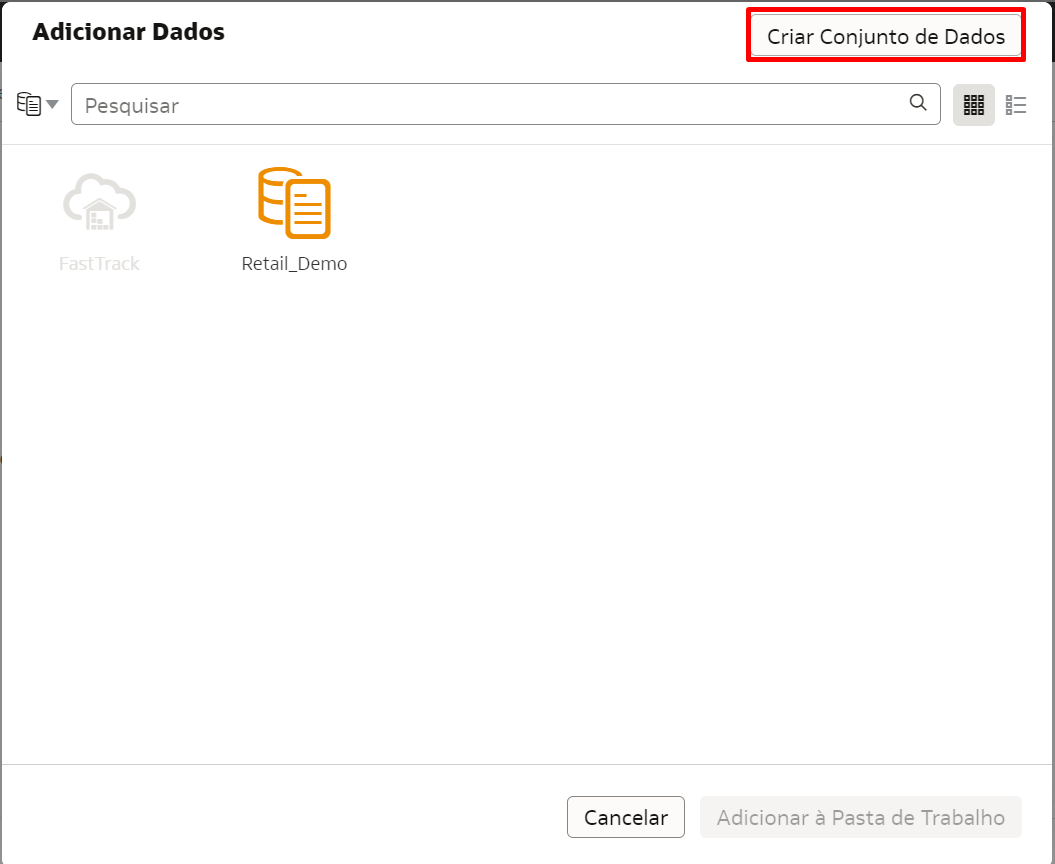 Adicionar Dados
Criar Conjunto de Dados
Pesquisar
FastTrack
Retail_Demo
Cancelar
Adicionar à Pasta de Trabalho